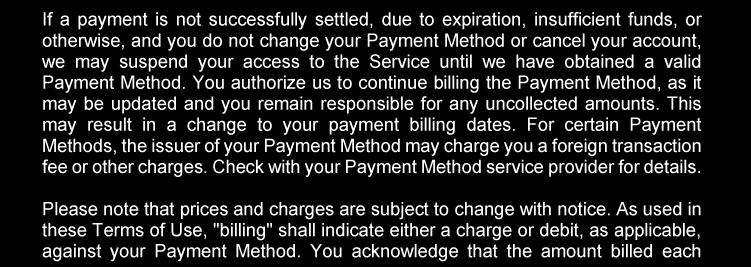 If a payment is not successfully settled, due to expiration, insufficient funds, or
otherwise, and you do not change your Payment Method or cancel your account,
we may suspend your access to the Service until we have obtained a valid
Payment Method. You authorize us to continue billing the Payment Method, as it
may be updated and you remain responsible for any uncollected amounts. This
may result in a change to your payment billing dates. For certain Payment
Methods, the issuer of your Payment Method may charge you a foreign transaction
fee or other charges. Check with your Payment Method service provider for details.
Please note that prices and charges are subject to change with notice. As used in
these Terms of Use, "billing" shall indicate either a charge or debit, as applicable,
against your Payment Method. You acknowledge that the amount billed each